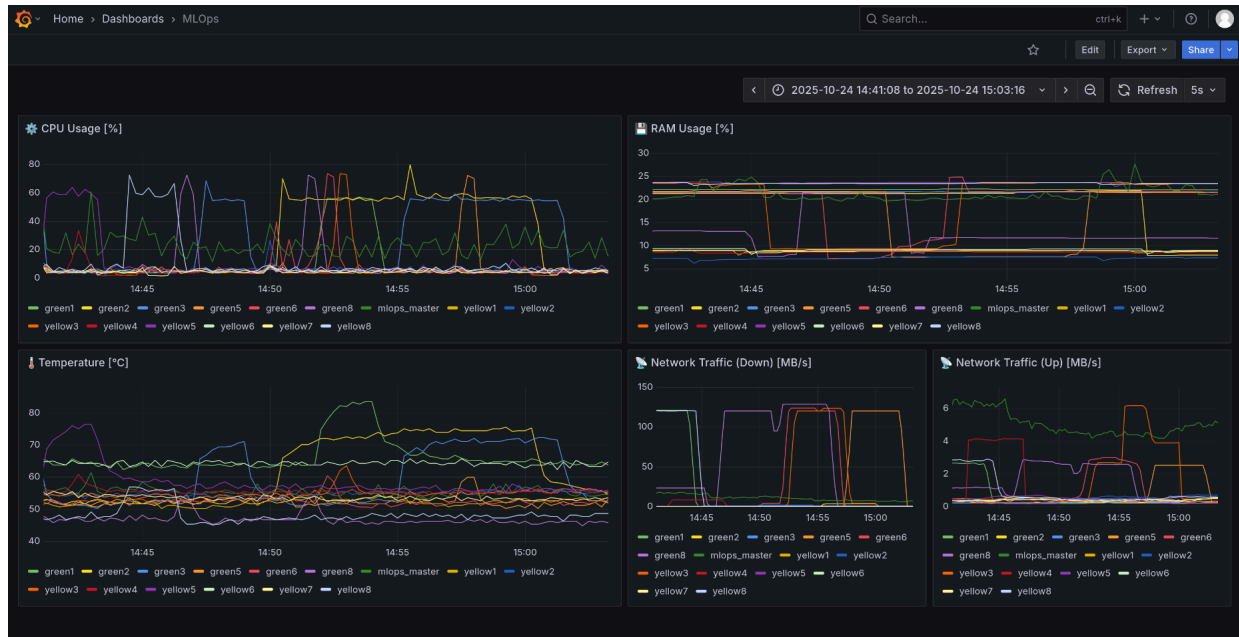 Home › Dashboards › MLOps
Search... ctrl+k
Edit Export Share
2025-10-24 14:41:08 to 2025-10-24 15:03:16 Refresh 5s
CPU Usage [%]
80
60
40
20
0
14:45 14:50 14:55 15:00
green1 green2 green3 green5 green6 green8 mlops_master yellow1 yellow2
yellow3 yellow4 yellow5 yellow6 yellow7 yellow8
RAM Usage [%]
30
25
20
15
10
5
14:45 14:50 14:55 15:00
green1 green2 green3 green5 green6 green8 mlops_master yellow1 yellow2
yellow3 yellow4 yellow5 yellow6 yellow7 yellow8
Temperature [°C]
80
70
60
50
40
14:45 14:50 14:55 15:00
green1 green2 green3 green5 green6 green8 mlops_master yellow1 yellow2
yellow3 yellow4 yellow5 yellow6 yellow7 yellow8
Network Traffic (Down) [MB/s]
150
100
50
0
14:45 14:50 14:55 15:00
green1 green2 green3 green5 green6
green8 mlops_master yellow1 yellow2
yellow3 yellow4 yellow5 yellow6
yellow7 yellow8
Network Traffic (Up) [MB/s]
6
4
2
0
14:45 14:50 14:55 15:00
green1 green2 green3 green5 green6
green8 mlops_master yellow1 yellow2
yellow3 yellow4 yellow5 yellow6
yellow7 yellow8